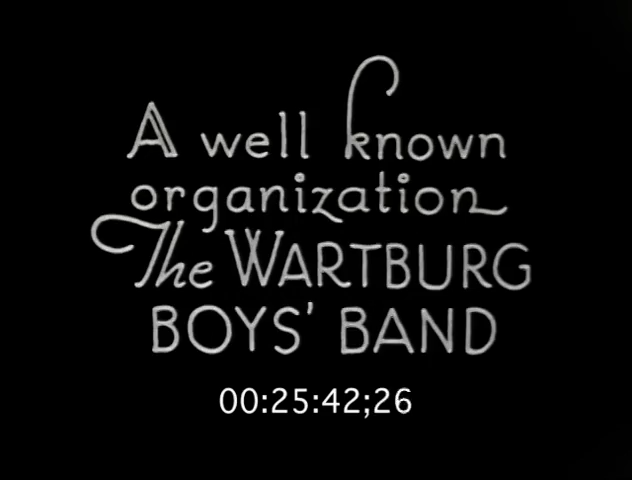 A well known
organization
The WARTBURG
BOYS' BAND
00:25:42;26